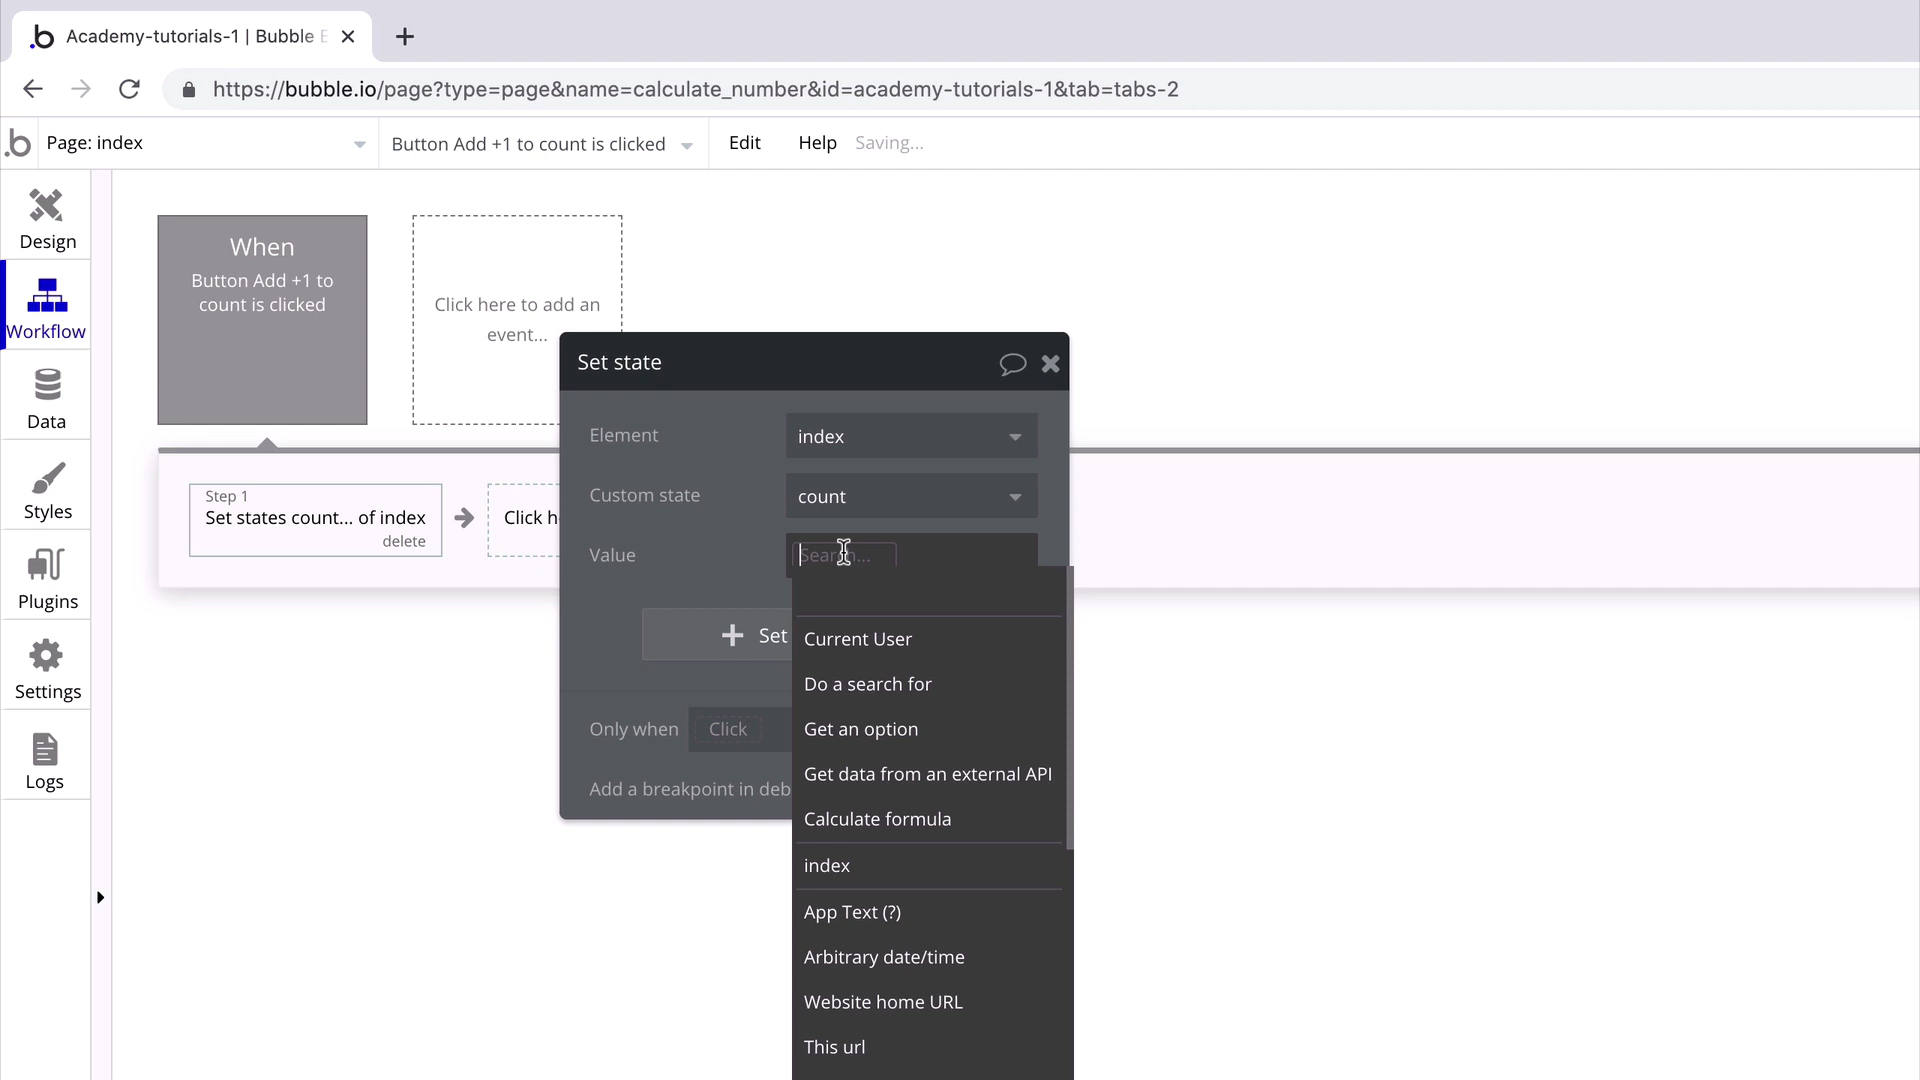 Academy-tutorials-1 | Bubble E
https://bubble.io/page?type=page&name=calculate_number&id=academy-tutorials-1&tab=tabs-2
Page: index
Button Add +1 to count is clicked
Edit
Help
Saving...
Design
Workflow
Data
Styles
Plugins
Settings
Logs
When
Button Add +1 to
count is clicked
Click here to add an
event...
Step 1
Set states count... of index
delete
Click h
Set state
Element
index
Custom state
count
Value
Search...
Set
Only when
Click
Add a breakpoint in deb
Current User
Do a search for
Get an option
Get data from an external API
Calculate formula
index
App Text (?)
Arbitrary date/time
Website home URL
This url